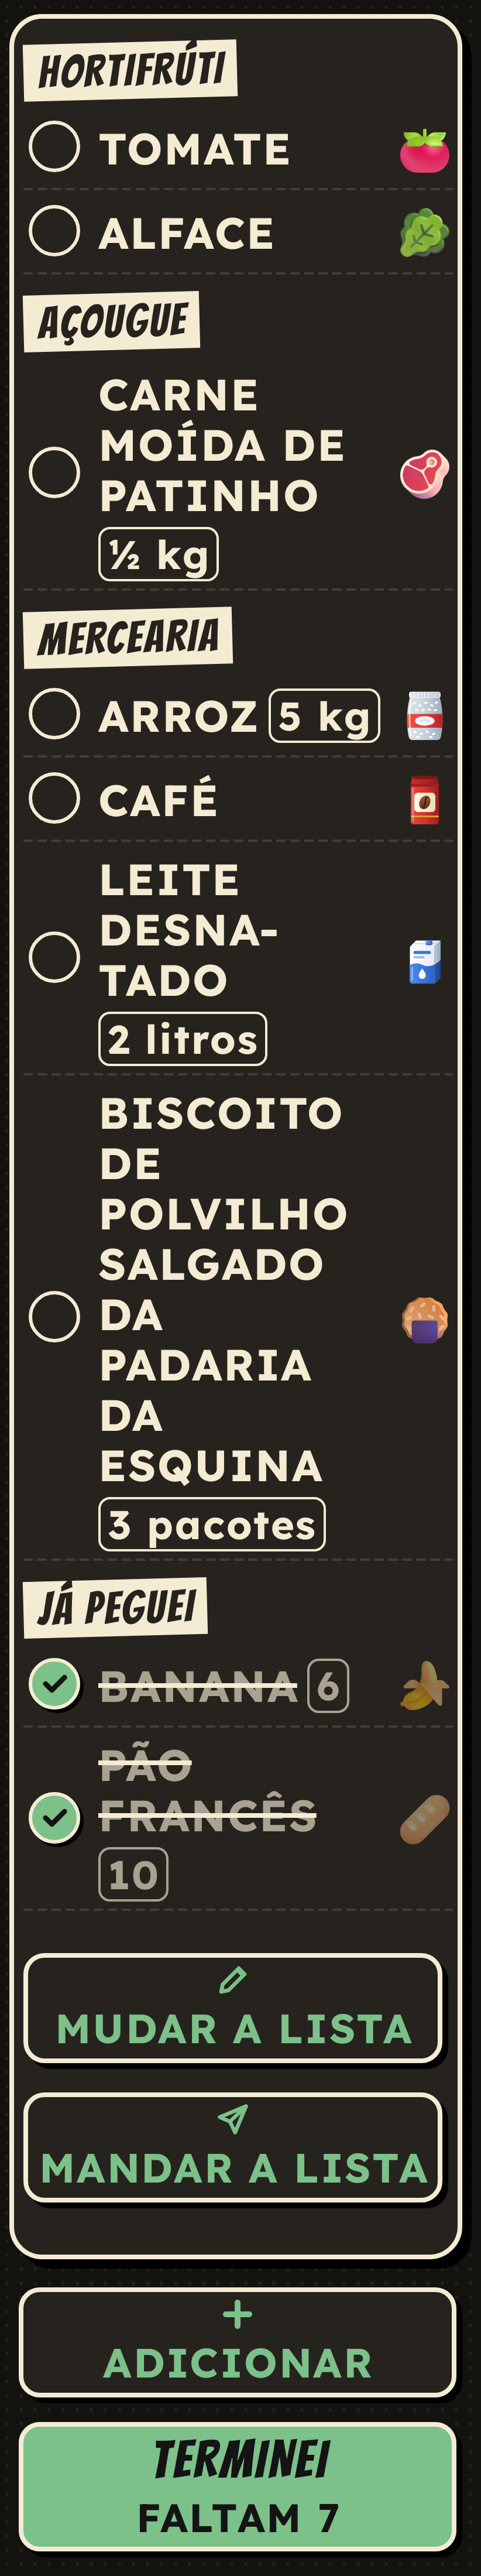 HORTIFRÚTI
TOMATE
ALFACE
AÇOUGUE
CARNE
MOÍDA DE
PATINHO
½ kg
MERCEARIA
ARROZ 5 kg
CAFÉ
LEITE
DESNA-
TADO
2 litros
BISCOITO
DE
POLVILHO
SALGADO
DA
PADARIA
DA
ESQUINA
3 pacotes
JÁ PEGUEI
BANANA 6
PÃO
FRANCÊS
10
MUDAR A LISTA
MANDAR A LISTA
ADICIONAR
TERMINEI
FALTAM 7